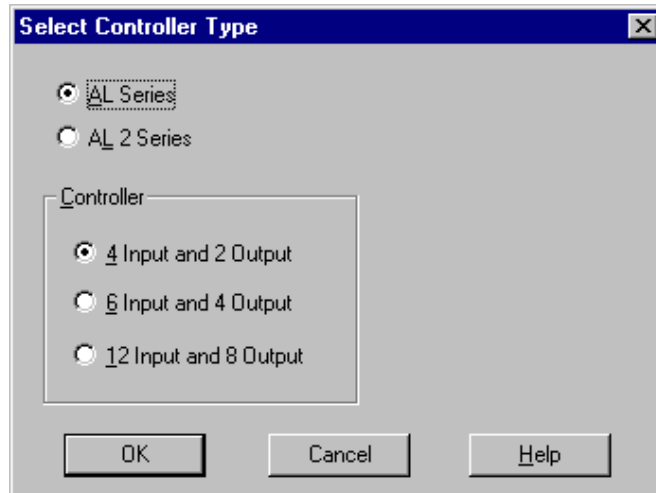 Select Controller Type
AL Series
AL 2 Series
Controller
4 Input and 2 Output
6 Input and 4 Output
12 Input and 8 Output
OK
Cancel
Help